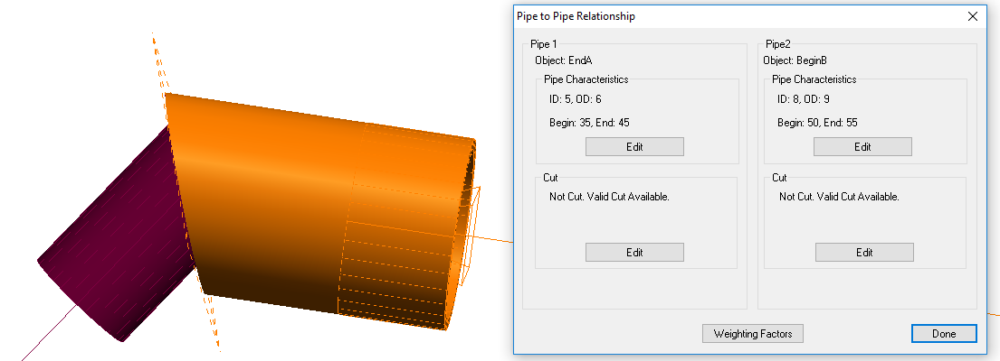 Pipe to Pipe Relationship
Pipe 1
Object: EndA
Pipe Characteristics
ID: 5, OD: 6
Begin: 35, End: 45
Edit
Cut
Not Cut. Valid Cut Available.
Edit
Pipe2
Object: BeginB
Pipe Characteristics
ID: 8, OD: 9
Begin: 50, End: 55
Edit
Cut
Not Cut. Valid Cut Available.
Edit
Weighting Factors
Done